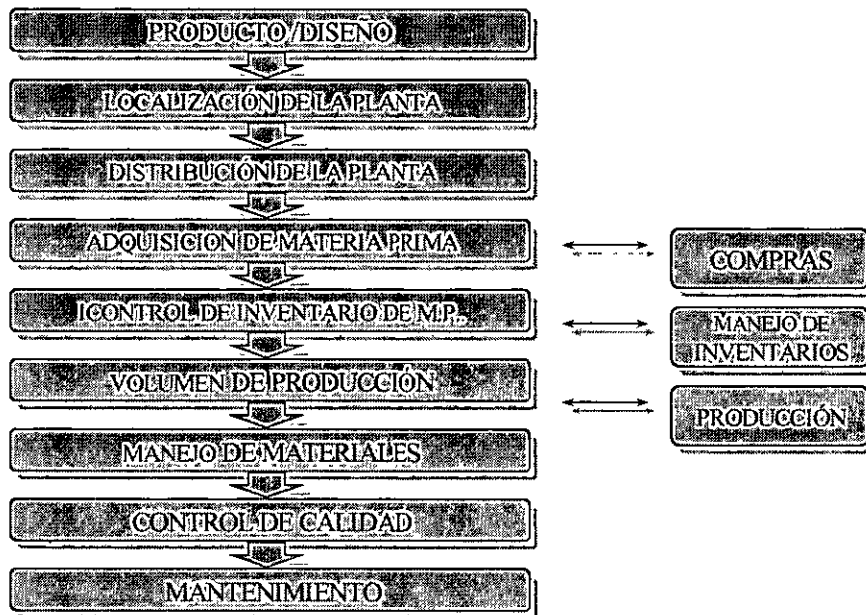 PRODUCTO/DISEÑO
LOCALIZACIÓN DE LA PLANTA
DISTRIBUCIÓN DE LA PLANTA
ADQUISICION DE MATERIA PRIMA
ICONTROL DE INVENTARIO DE M.P..
VOLUMEN DE PRODUCCIÓN
MANEJO DE MATERIALES
CONTROL DE CALIDAD
MANTENIMIENTO
COMPRAS
MANEJO DE
INVENTARIOS
PRODUCCIÓN